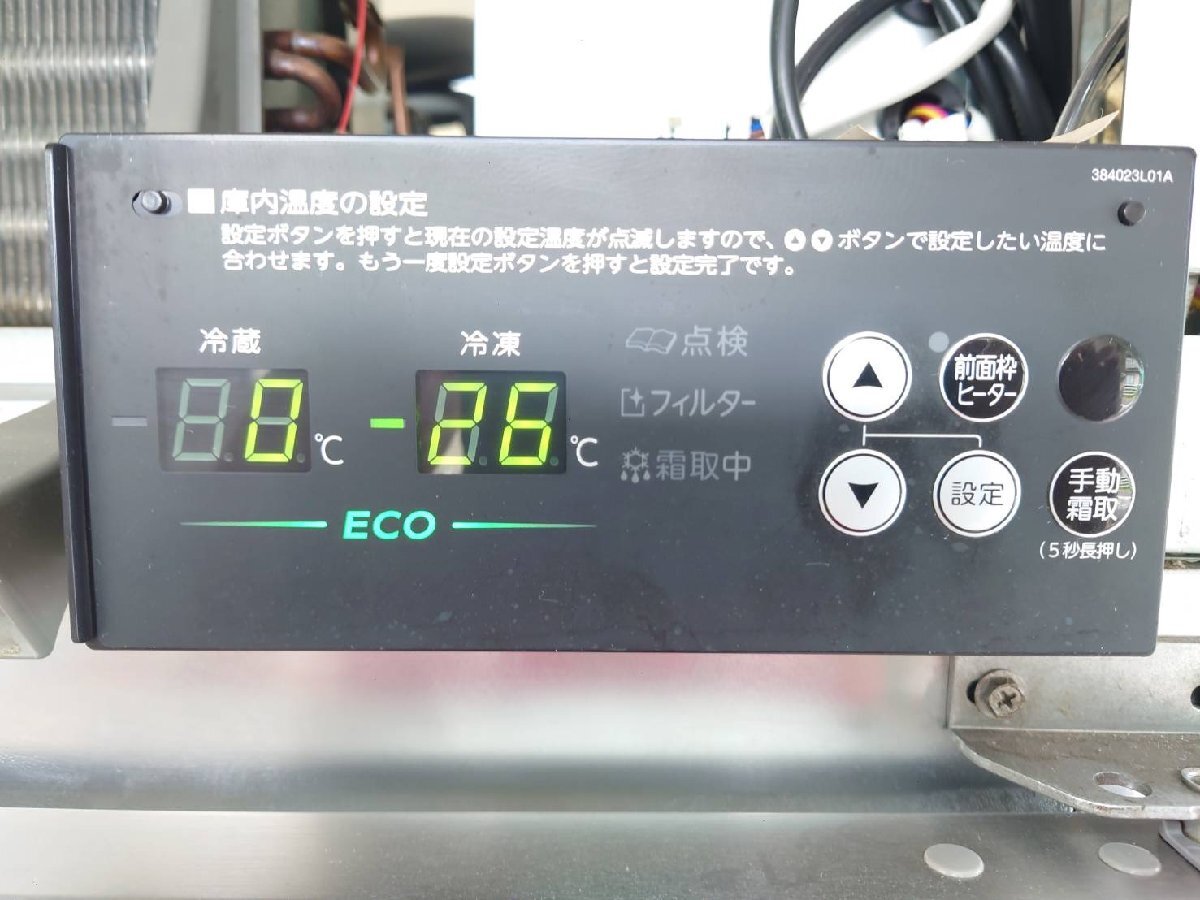 384023L01A
■庫内温度の設定
設定ボタンを押すと現在の設定温度が点滅しますので、▲▼ボタンで設定したい温度に
合わせます。もう一度設定ボタンを押すと設定完了です。
冷蔵
冷凍
0℃
-26℃
ECO
点検
フィルター
霜取中
▲
前面枠
ヒーター
▼
設定
手動
霜取
(5秒長押し)